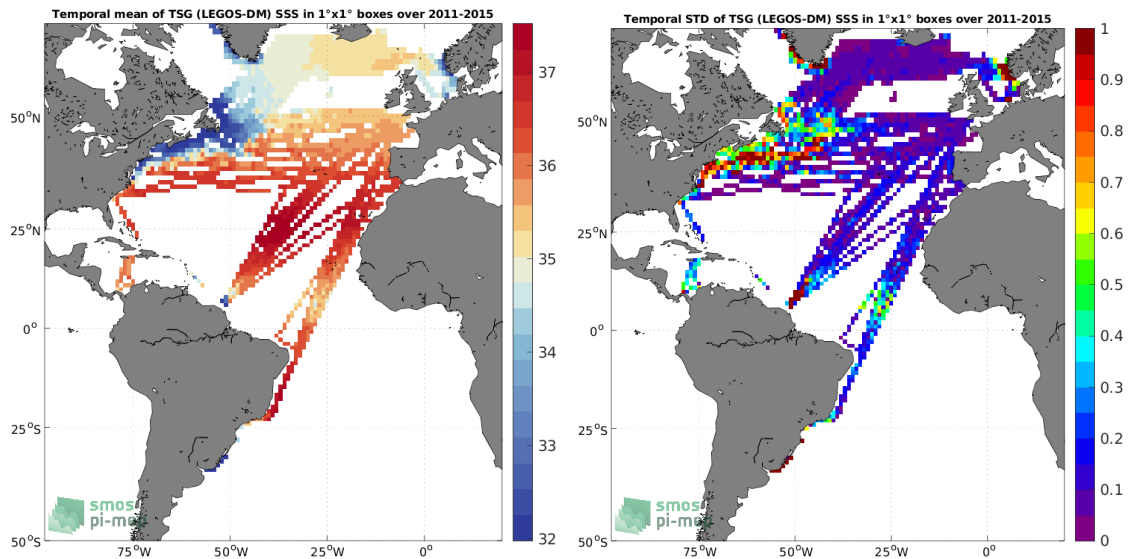 Temporal mean of TSG (LEGOS-DM) SSS in 1°x1° boxes over 2011-2015
50°N
25°N
0°
25°S
50°S
75°W
50°W
25°W
0°
37
36
35
34
33
32
smos
pi-mep
Temporal STD of TSG (LEGOS-DM) SSS in 1°x1° boxes over 2011-2015
50°N
25°N
0°
25°S
50°S
75°W
50°W
25°W
0°
1
0.9
0.8
0.7
0.6
0.5
0.4
0.3
0.2
0.1
0
smos
pi-mep